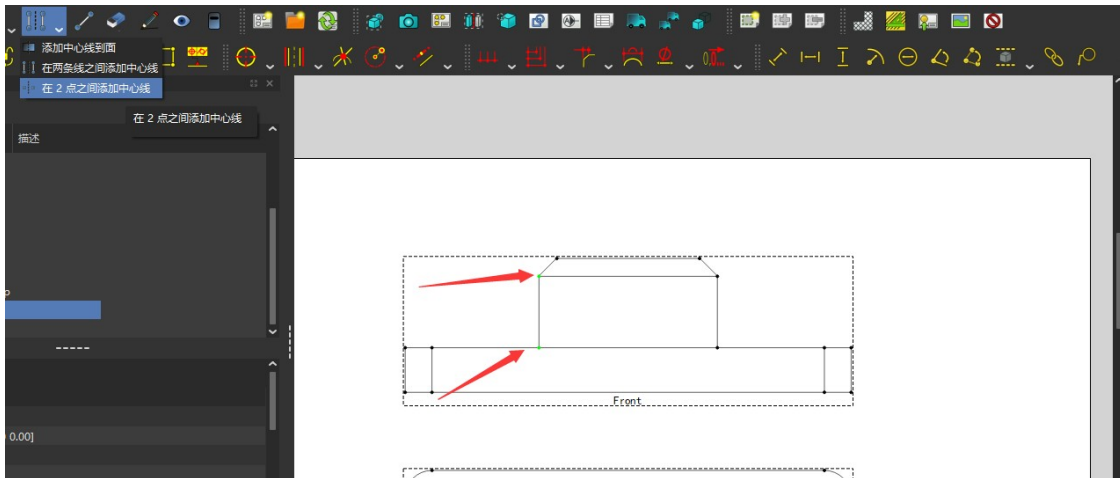 添加中心线到面
在两条线之间添加中心线
在 2 点之间添加中心线
在 2 点之间添加中心线
描述
0.00]
Front